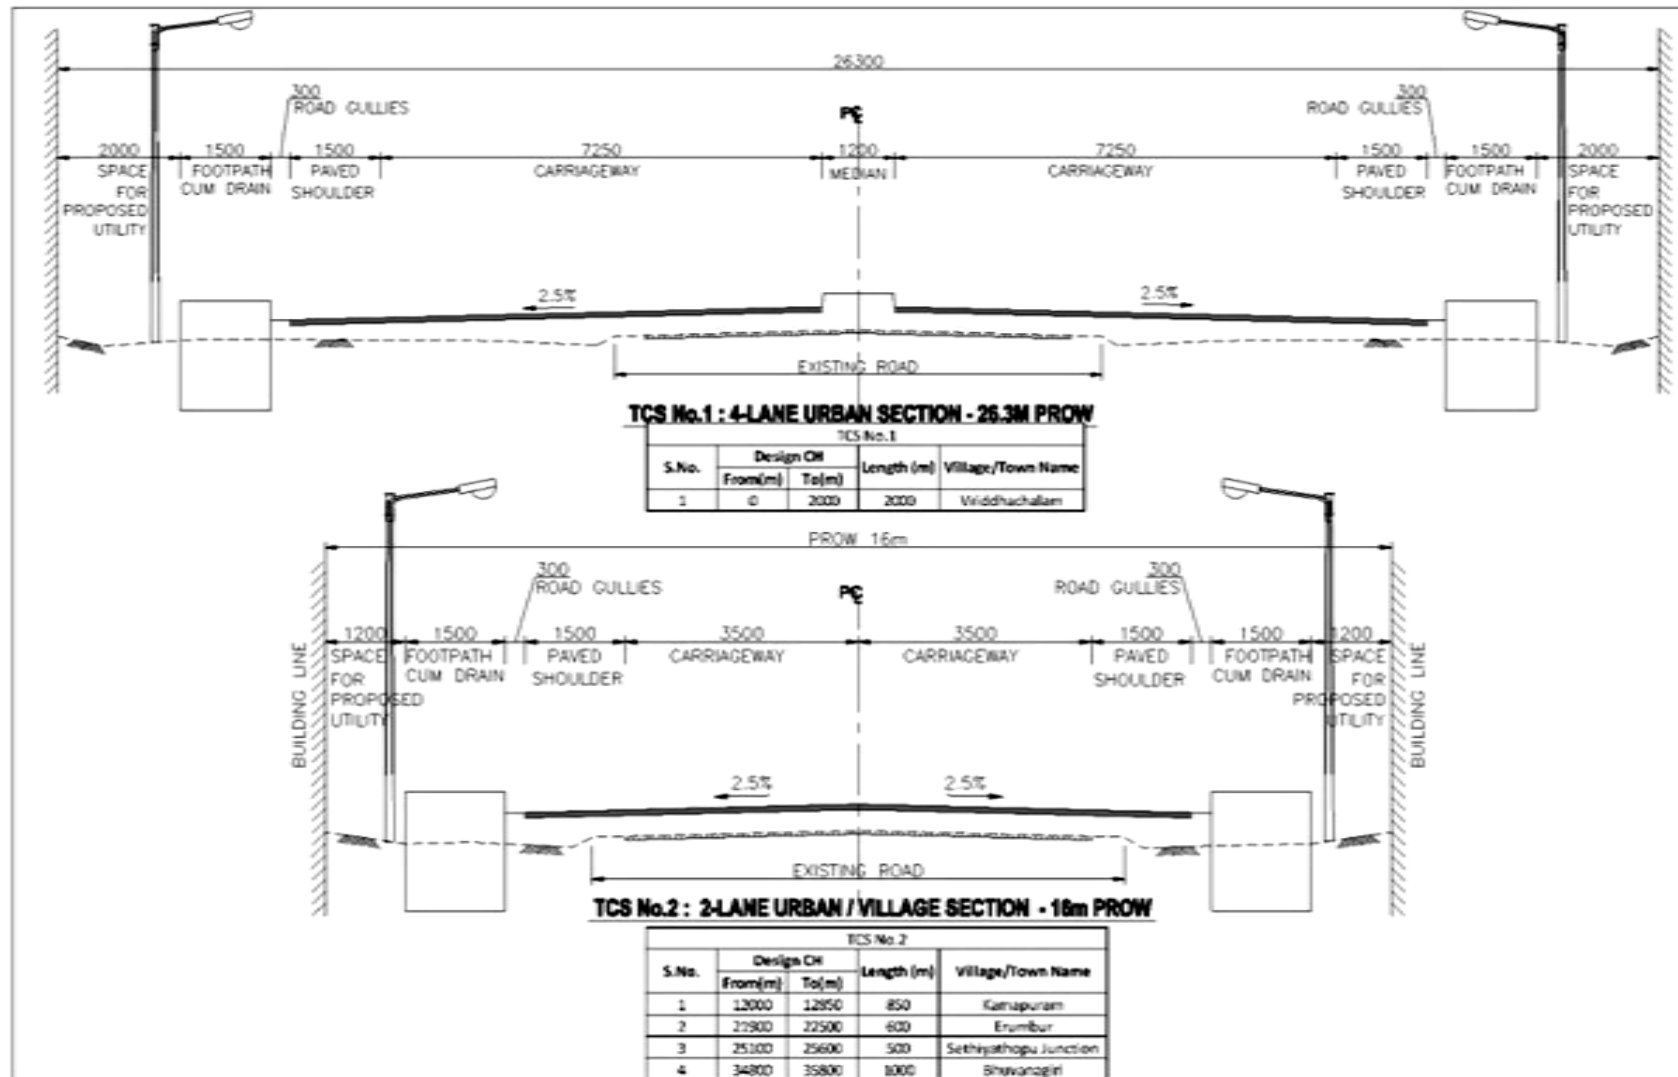 26300
300
ROAD GULLIES
300
ROAD GULLIES
P℄
2000 1500 1500 7250 1200 7250 1500 1500 2000
SPACE FOR PROPOSED UTILITY
FOOTPATH CUM DRAIN
PAVED SHOULDER
CARRIAGEWAY
MEDIAN
CARRIAGEWAY
PAVED SHOULDER
FOOTPATH CUM DRAIN
SPACE FOR PROPOSED UTILITY
2.5% 2.5%
EXISTING ROAD
TCS No.1 : 4-LANE URBAN SECTION - 26.3M PROW
TCS No.1
S.No. Design CH Length (m) Village/Town Name
From(m) To(m)
1 0 2000 2000 Vriddhachallam
PROW 16m
300
ROAD GULLIES
300
ROAD GULLIES
P℄
1200 1500 1500 3500 3500 1500 1500 1200
BUILDING LINE
SPACE FOR PROPOSED UTILITY
FOOTPATH CUM DRAIN
PAVED SHOULDER
CARRIAGEWAY
CARRIAGEWAY
PAVED SHOULDER
FOOTPATH CUM DRAIN
SPACE FOR PROPOSED UTILITY
BUILDING LINE
2.5% 2.5%
EXISTING ROAD
TCS No.2 : 2-LANE URBAN / VILLAGE SECTION - 16m PROW
TCS No.2
S.No. Design CH Length (m) Village/Town Name
From(m) To(m)
1 12000 12850 850 Kamapuram
2 21900 22500 600 Erumbur
3 25100 25600 500 Sethiyathopu Junction
4 34800 35800 1000 Bhuvanagiri